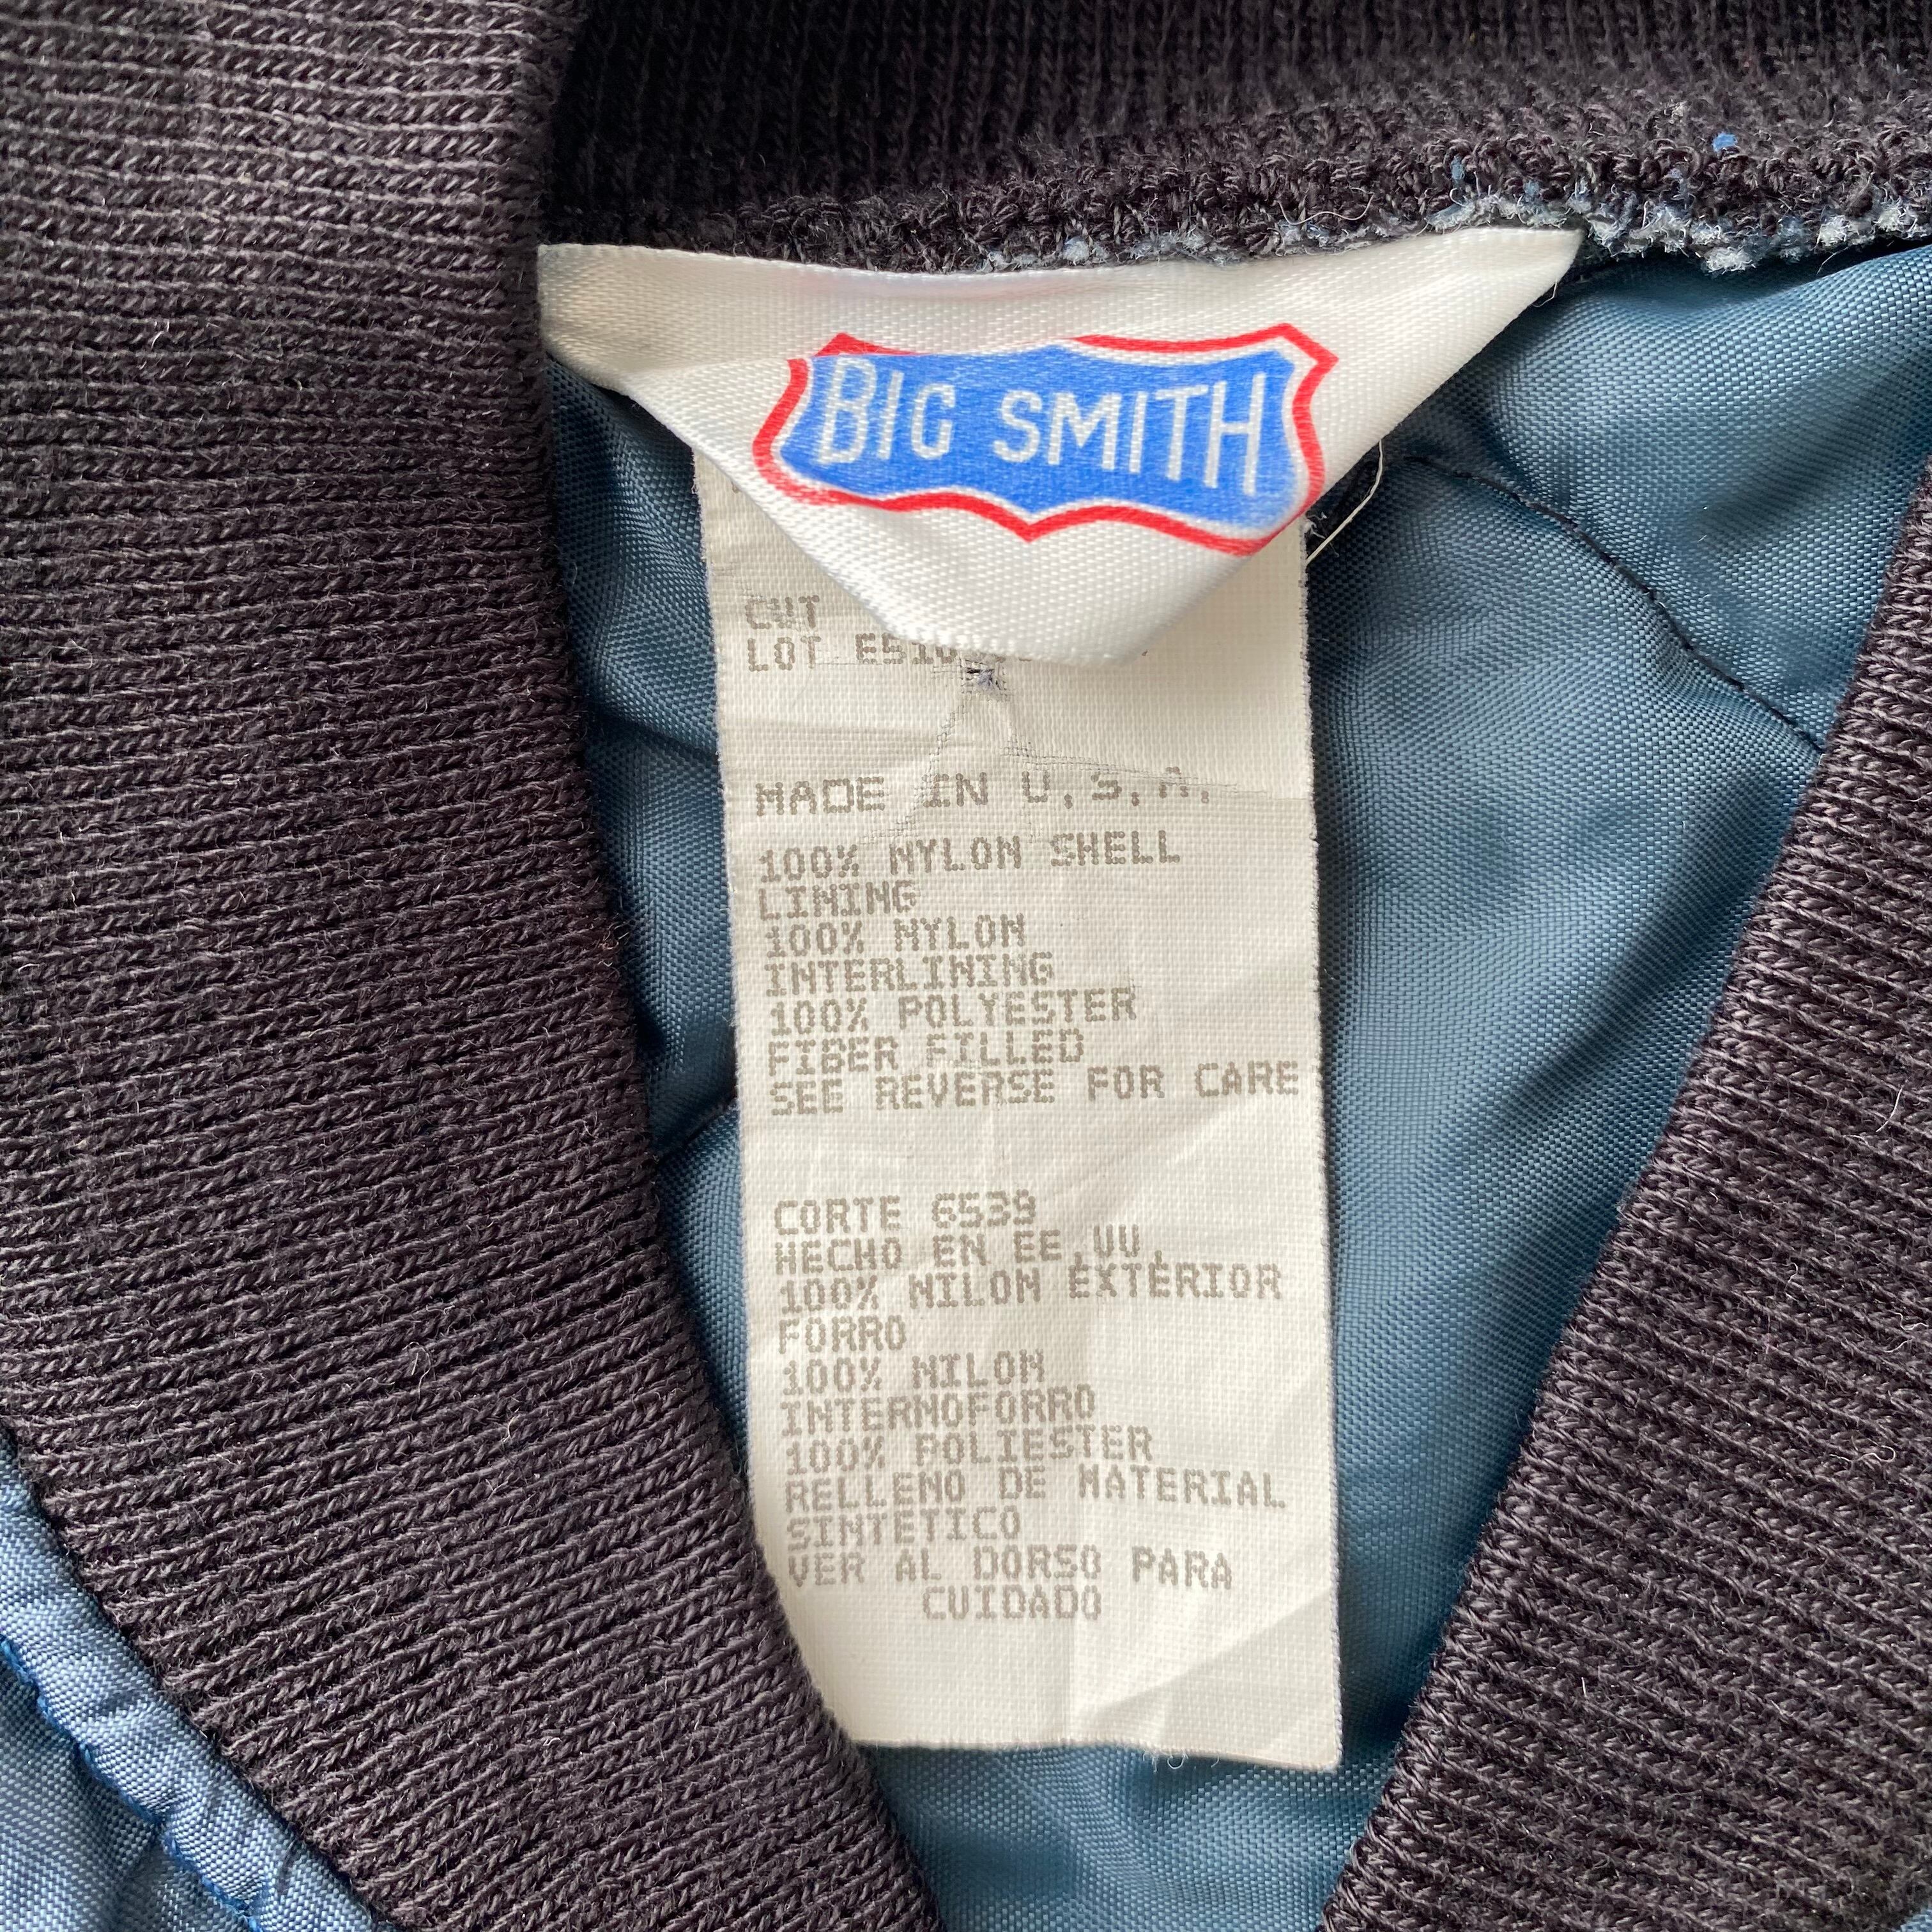 BIG SMITH
CUT
LOT
MADE IN U.S.A.
100% NYLON SHELL
LINING
100% NYLON
INTERLINING
100% POLYESTER
FIBER FILLED
SEE REVERSE FOR CARE
CORTE 6539
HECHO EN EE.UU.
100% NILON EXTERIOR
FORRO
100% NILON
INTERNOFORRO
100% POLIESTER
RELLENO DE MATERIAL
SINTETICO
VER AL DORSO PARA
CUIDADO